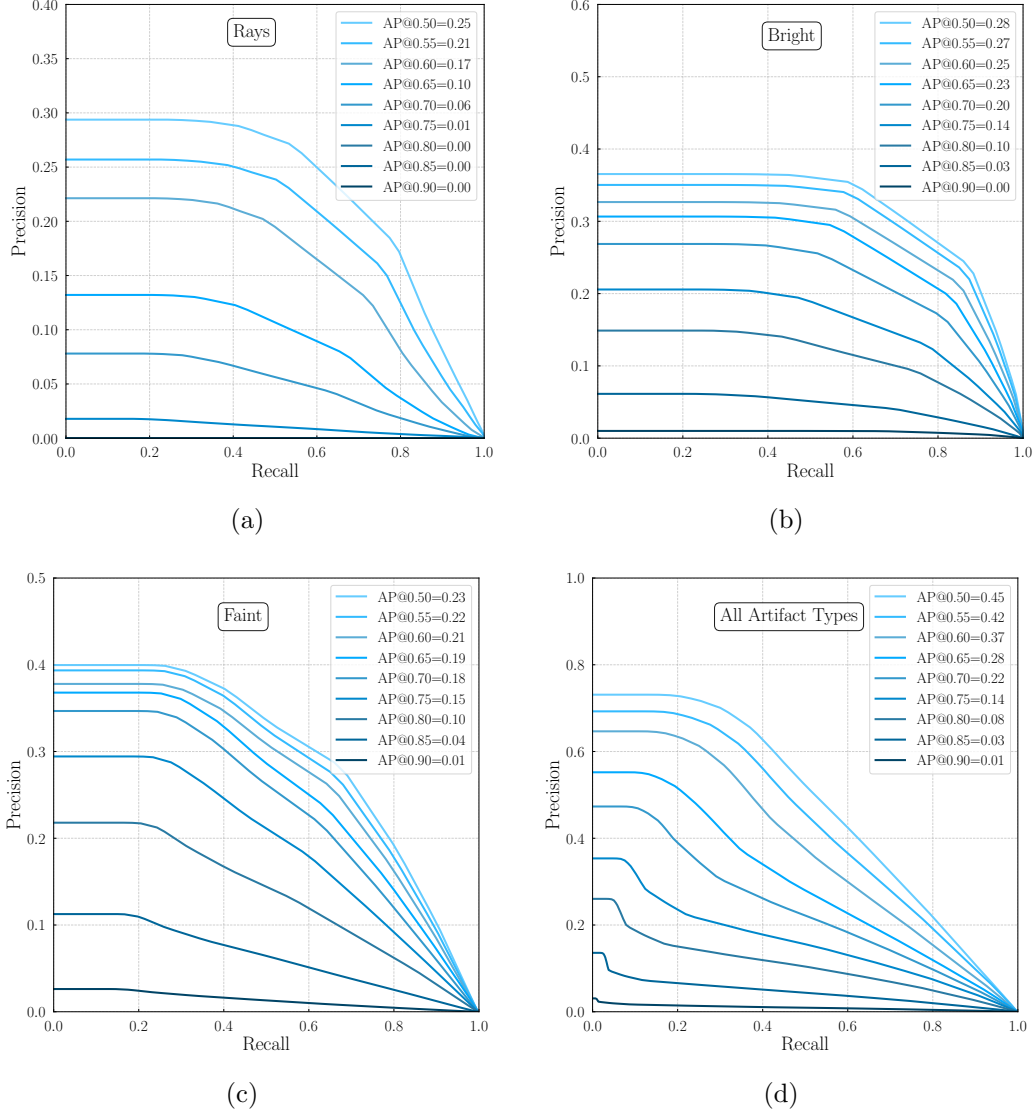 0.40
0.35
0.30
0.25
0.20
0.15
0.10
0.05
0.00
Precision
Rays
AP@0.50=0.25
AP@0.55=0.21
AP@0.60=0.17
AP@0.65=0.10
AP@0.70=0.06
AP@0.75=0.01
AP@0.80=0.00
AP@0.85=0.00
AP@0.90=0.00
0.0 0.2 0.4 0.6 0.8 1.0
Recall
(a)
0.6
0.5
0.4
0.3
0.2
0.1
0.0
Precision
Bright
AP@0.50=0.28
AP@0.55=0.27
AP@0.60=0.25
AP@0.65=0.23
AP@0.70=0.20
AP@0.75=0.14
AP@0.80=0.10
AP@0.85=0.03
AP@0.90=0.00
0.0 0.2 0.4 0.6 0.8 1.0
Recall
(b)
0.5
0.4
0.3
0.2
0.1
0.0
Precision
Faint
AP@0.50=0.23
AP@0.55=0.22
AP@0.60=0.21
AP@0.65=0.19
AP@0.70=0.18
AP@0.75=0.15
AP@0.80=0.10
AP@0.85=0.04
AP@0.90=0.01
0.0 0.2 0.4 0.6 0.8 1.0
Recall
(c)
1.0
0.8
0.6
0.4
0.2
0.0
Precision
All Artifact Types
AP@0.50=0.45
AP@0.55=0.42
AP@0.60=0.37
AP@0.65=0.28
AP@0.70=0.22
AP@0.75=0.14
AP@0.80=0.08
AP@0.85=0.03
AP@0.90=0.01
0.0 0.2 0.4 0.6 0.8 1.0
Recall
(d)